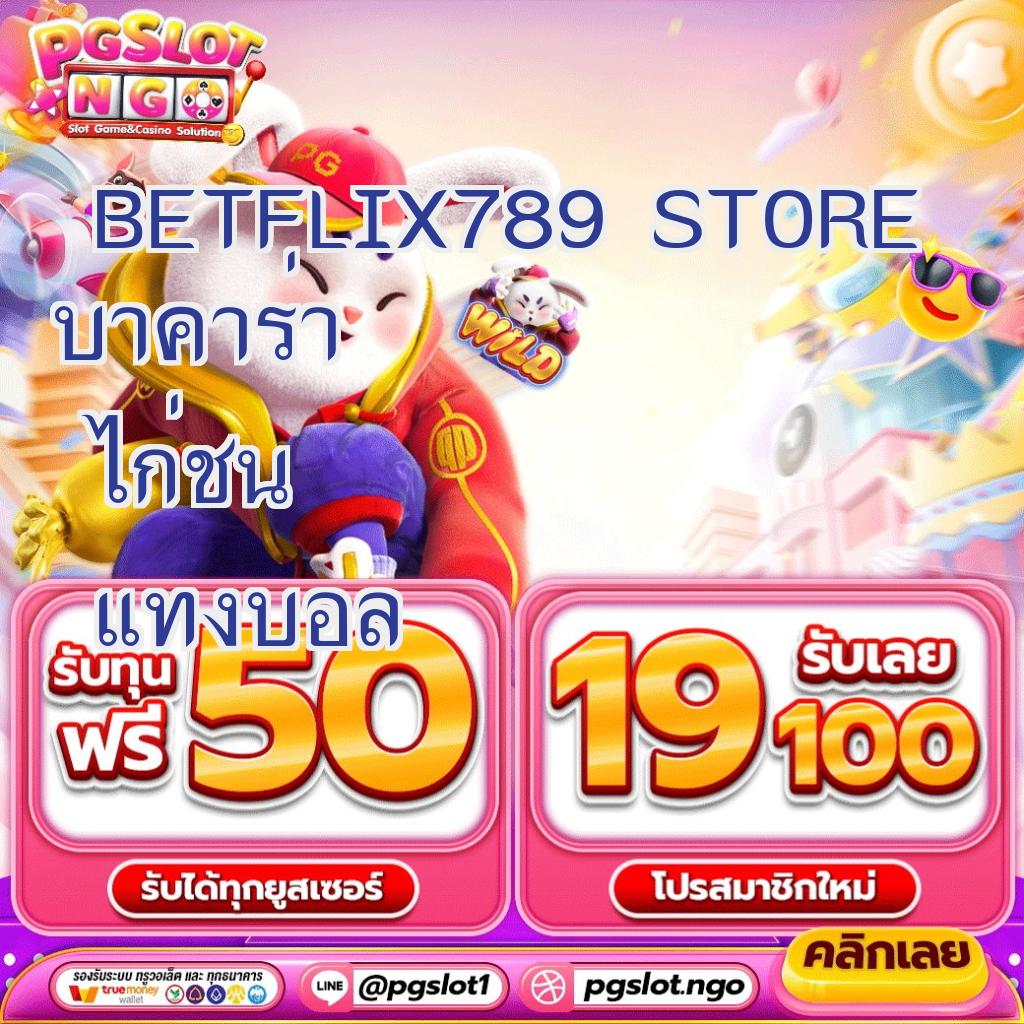 PGSLOT
NGO
Slot Game&Casino Solution
PG
BETFLIX789 STORE
บาคาร่า
WILD
ไก่ชน
แทงบอล
รับทุน
ฟรี
50
19
รับเลย
100
รับได้ทุกยูสเซอร์
โปรสมาชิกใหม่
คลิกเลย
รองรับระบบ ทรูวอเล็ต และ ทุกธนาคาร
truemoney
wallet
LINE
@pgslot1
pgslot.ngo